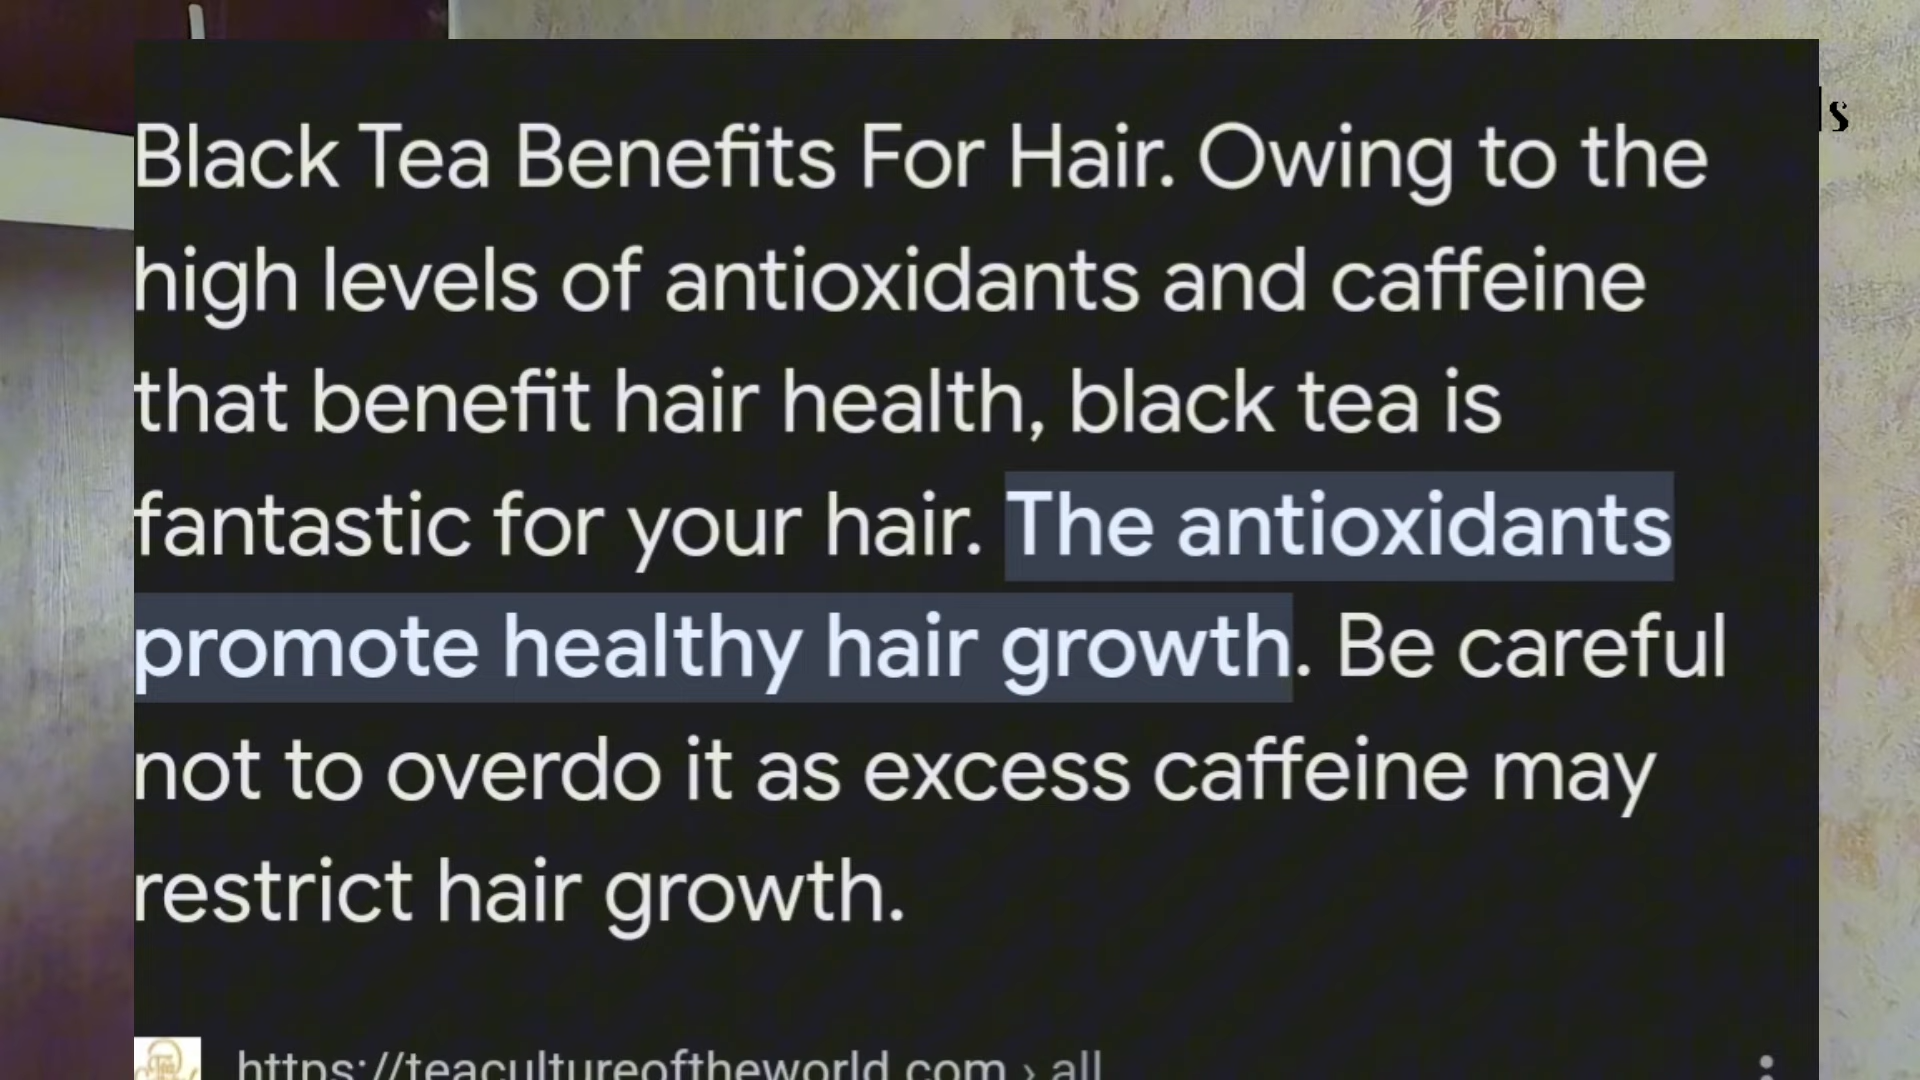 Black Tea Benefits For Hair. Owing to the
high levels of antioxidants and caffeine
that benefit hair health, black tea is
fantastic for your hair. The antioxidants
promote healthy hair growth. Be careful
not to overdo it as excess caffeine may
restrict hair growth.
https://teacultureoftheworld.com › all